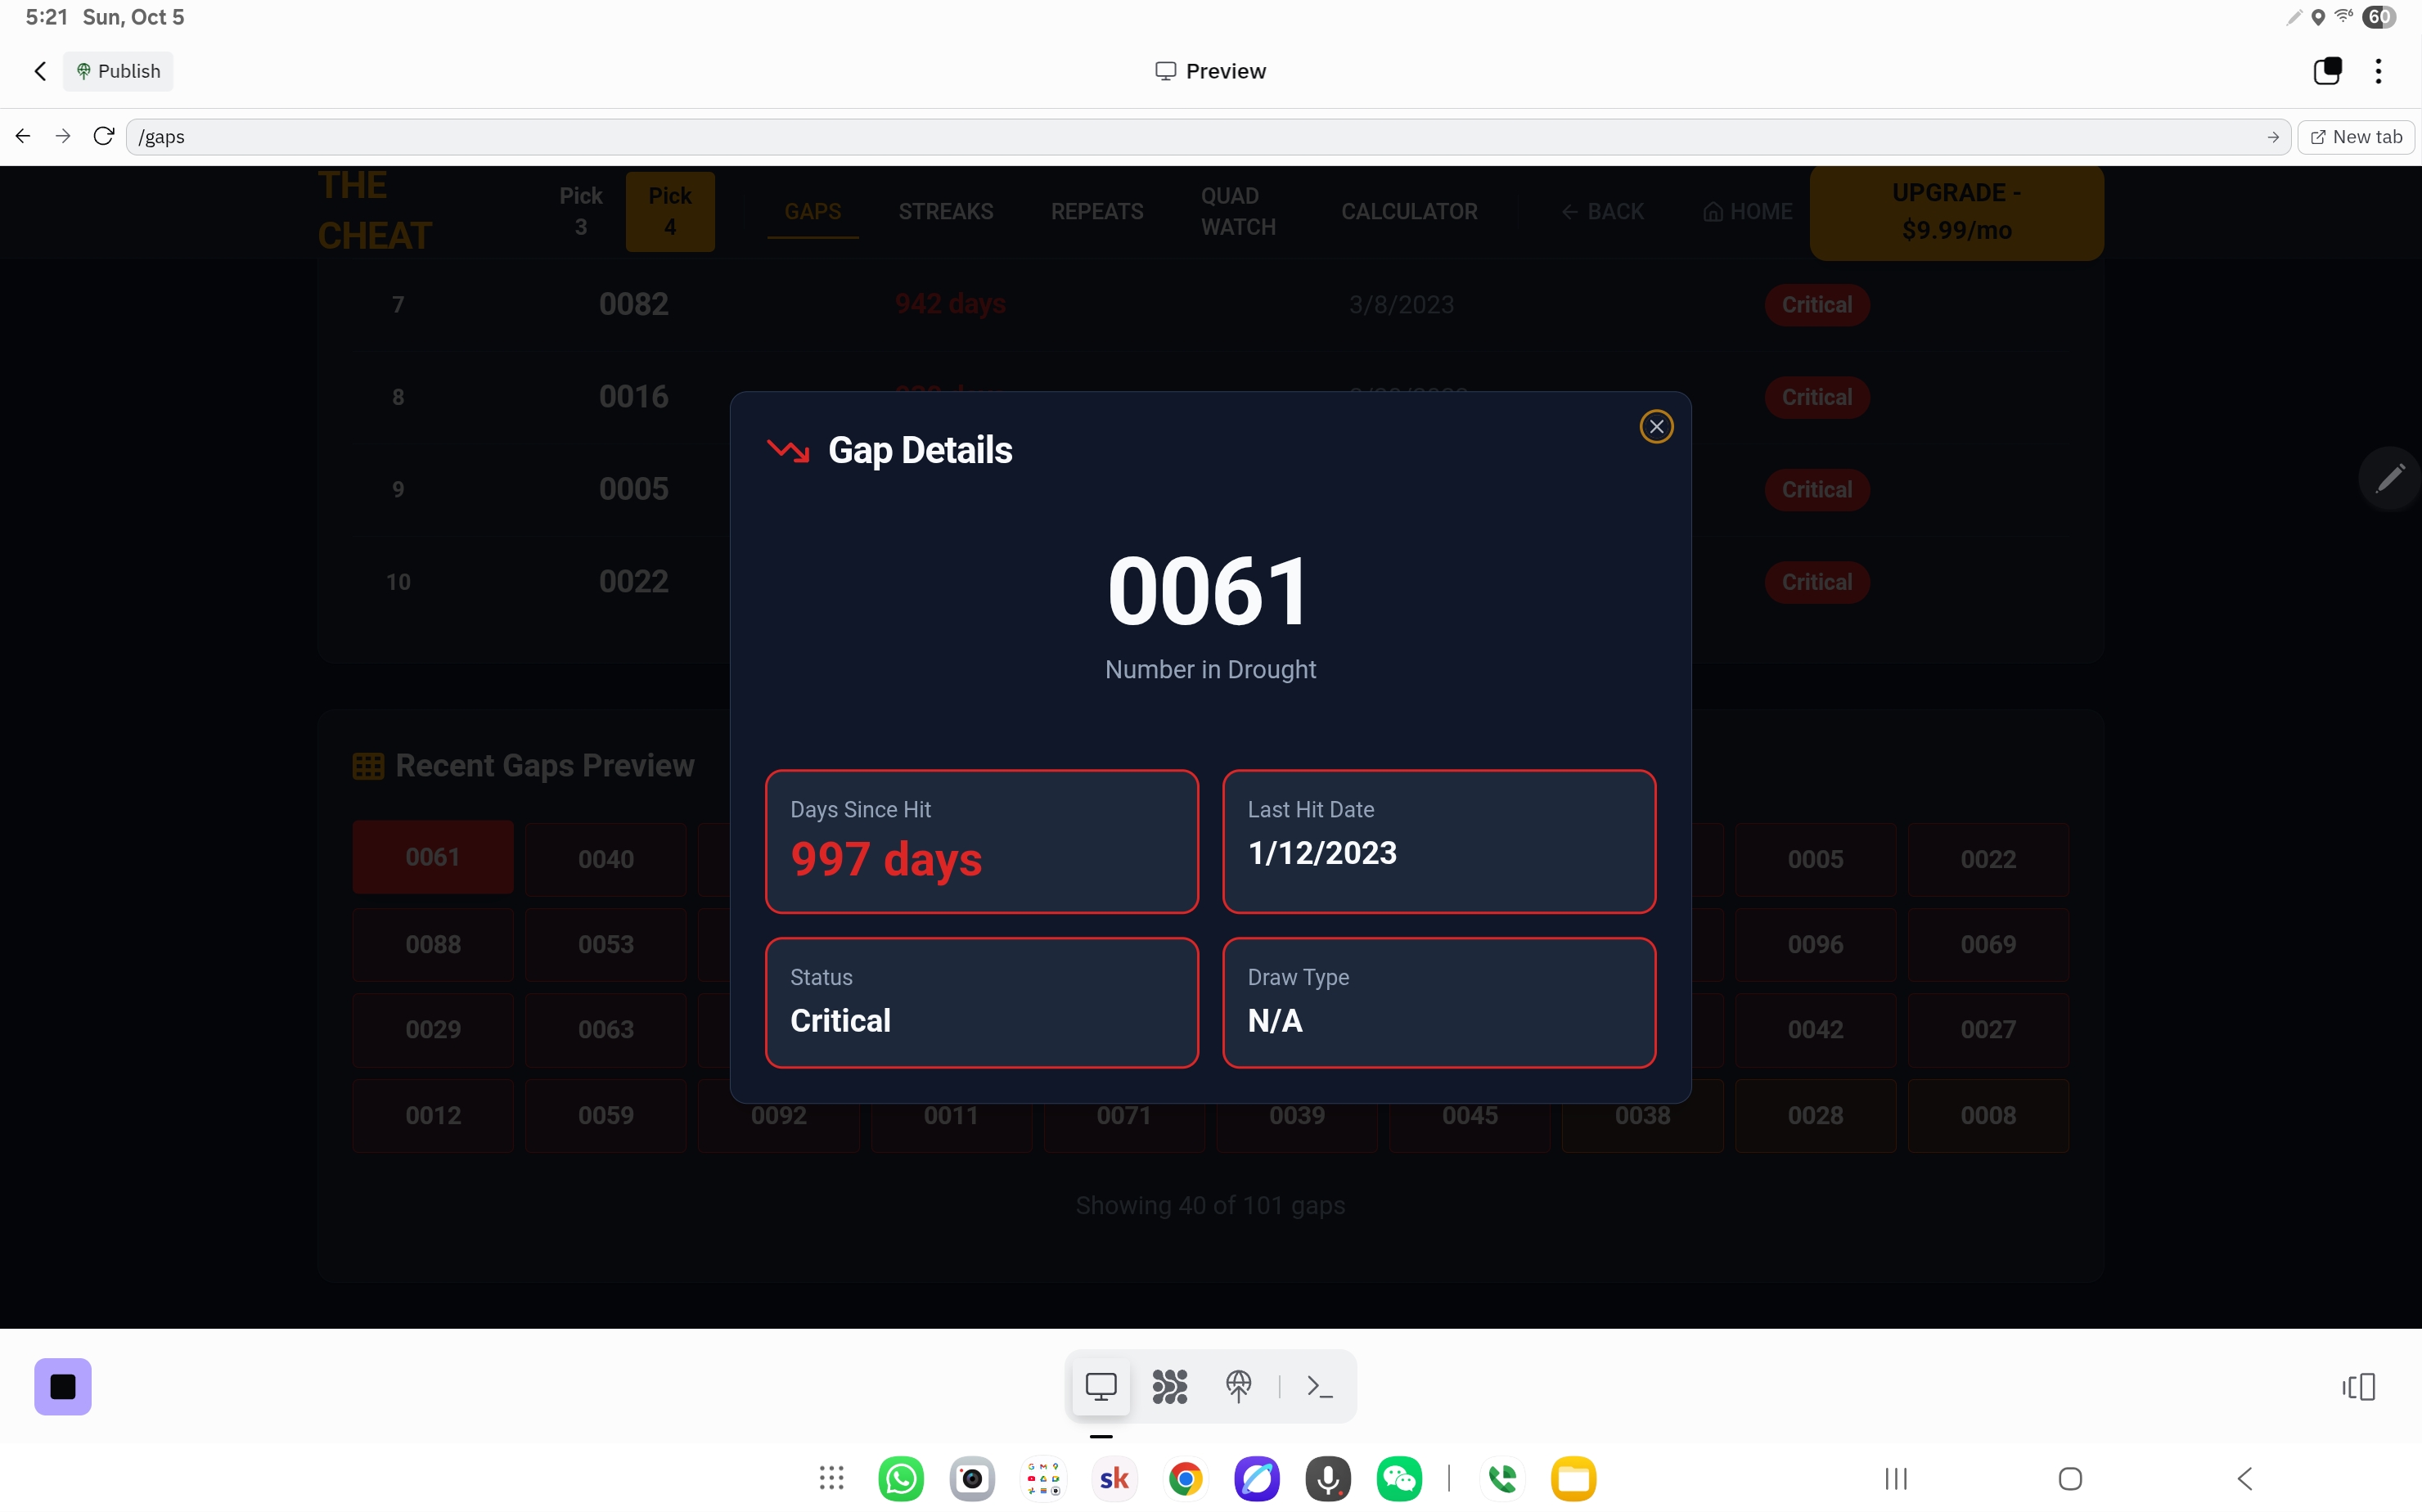 5:21 Sun, Oct 5
60
Publish
Preview
/gaps
New tab
THE
CHEAT
Pick
3
Pick
4
GAPS
STREAKS
REPEATS
QUAD
WATCH
CALCULATOR
BACK
HOME
UPGRADE -
$9.99/mo
7 0082 942 days 3/8/2023 Critical
8 0016 Critical
9 0005 Critical
10 0022 Critical
Gap Details
0061
Number in Drought
Days Since Hit
997 days
Last Hit Date
1/12/2023
Status
Critical
Draw Type
N/A
Recent Gaps Preview
0061 0040 0005 0022
0088 0053 0096 0069
0029 0063 0042 0027
0012 0059 0092 0011 0071 0039 0045 0038 0028 0008
Showing 40 of 101 gaps
sk